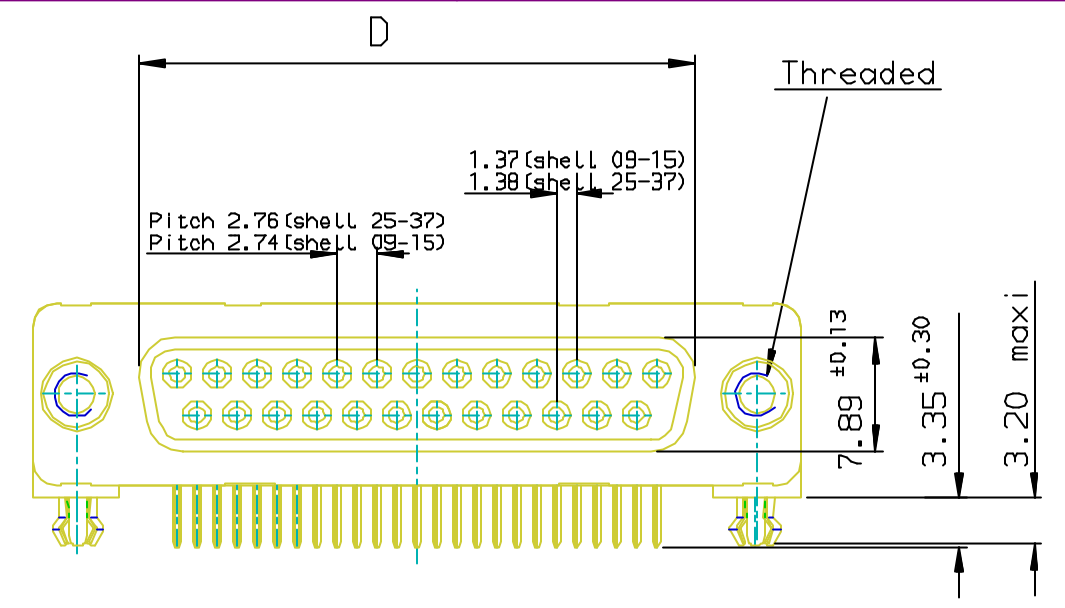 D
Threaded
1.37(shell 09-15)
1.38(shell 25-37)
Pitch 2.76(shell 25-37)
Pitch 2.74(shell 09-15)
7.89 ±0.13
3.35 ±0.30
3.20 maxi